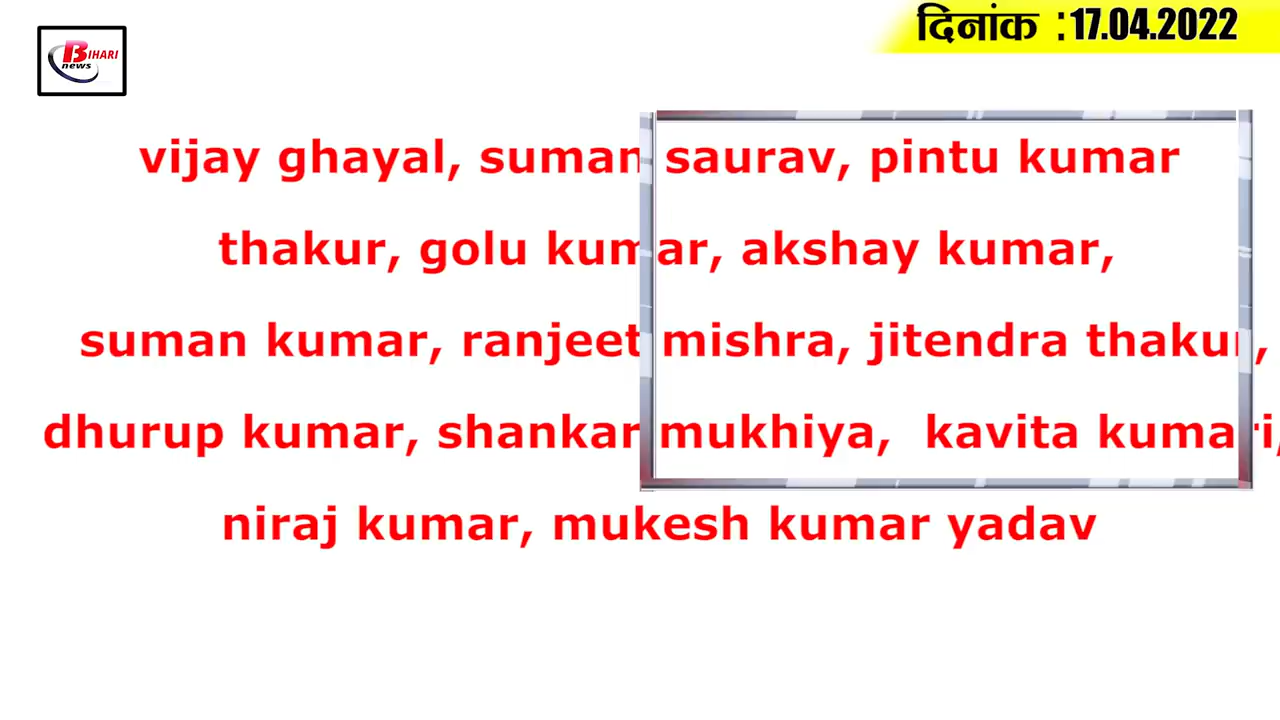 BIHARI
news
दिनांक :17.04.2022
vijay ghayal, suman saurav, pintu kumar
thakur, golu kumar, akshay kumar,
suman kumar, ranjeet mishra, jitendra thakur,
dhurup kumar, shankar mukhiya, kavita kumari,
niraj kumar, mukesh kumar yadav